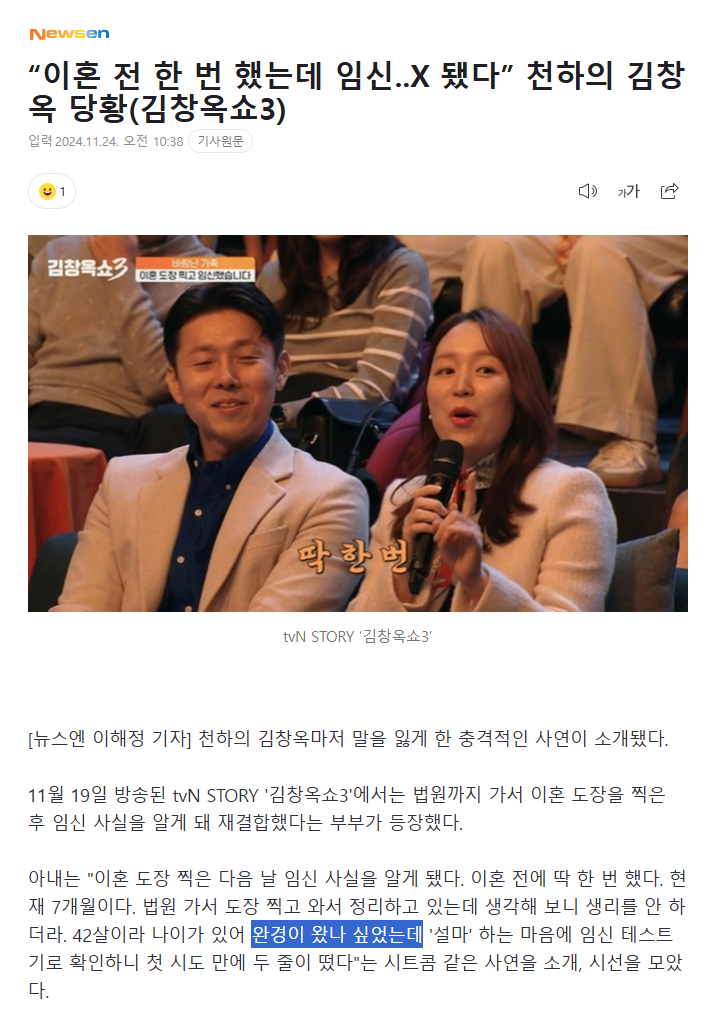 Newsen
“이혼 전 한 번 했는데 임신..X 됐다” 천하의 김창
옥 당황(김창옥쇼3)
입력 2024.11.24. 오전 10:38 기사원문
1
가가
김창옥쇼3
바람난 가족
이혼 도장 찍고 임신했습니다
딱 한 번
tvN STORY ‘김창옥쇼3’
[뉴스엔 이해정 기자] 천하의 김창옥마저 말을 잃게 한 충격적인 사연이 소개됐다.
11월 19일 방송된 tvN STORY '김창옥쇼3'에서는 법원까지 가서 이혼 도장을 찍은
후 임신 사실을 알게 돼 재결합했다는 부부가 등장했다.
아내는 "이혼 도장 찍은 다음 날 임신 사실을 알게 됐다. 이혼 전에 딱 한 번 했다. 현
재 7개월이다. 법원 가서 도장 찍고 와서 정리하고 있는데 생각해 보니 생리를 안 하
더라. 42살이라 나이가 있어 완경이 왔나 싶었는데 '설마' 하는 마음에 임신 테스트
기로 확인하니 첫 시도 만에 두 줄이 떴다"는 시트콤 같은 사연을 소개, 시선을 모았
다.